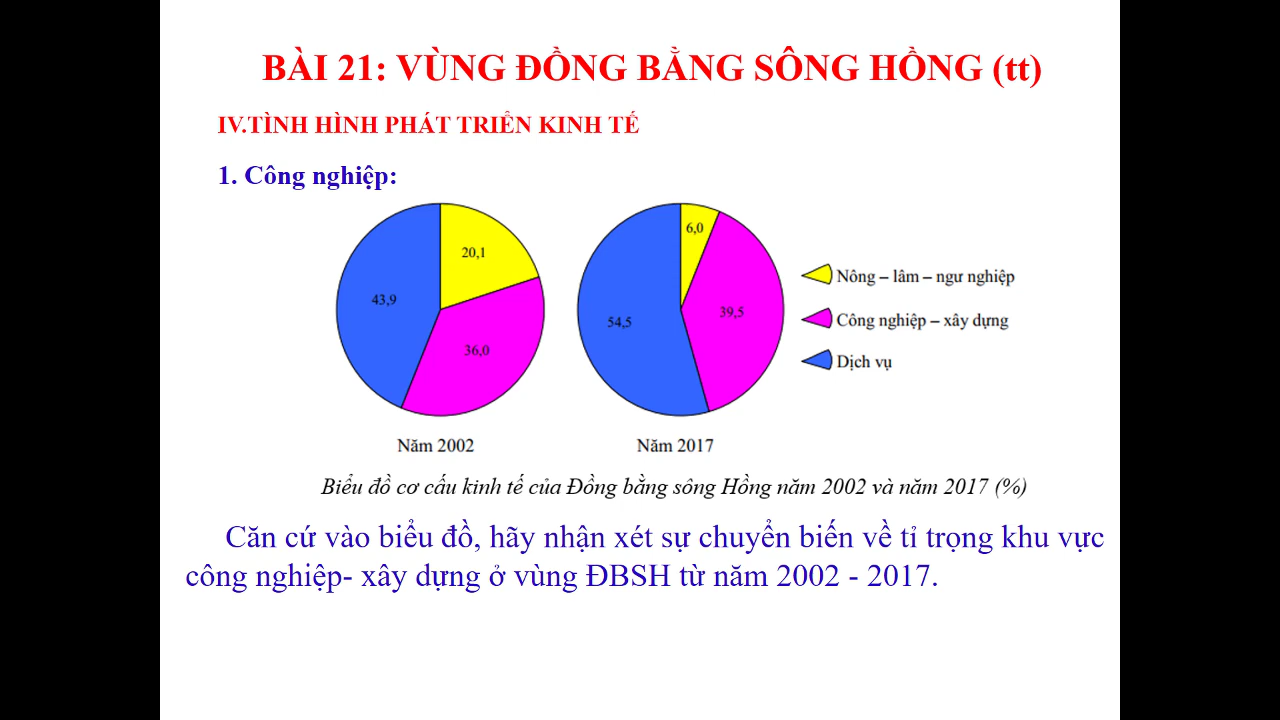 BÀI 21: VÙNG ĐỒNG BẰNG SÔNG HỒNG (tt)
IV.TÌNH HÌNH PHÁT TRIỂN KINH TẾ
1. Công nghiệp:
20,1
43,9
36,0
6,0
39,5
54,5
Nông – lâm – ngư nghiệp
Công nghiệp – xây dựng
Dịch vụ
Năm 2002
Năm 2017
Biểu đồ cơ cấu kinh tế của Đồng bằng sông Hồng năm 2002 và năm 2017 (%)
Căn cứ vào biểu đồ, hãy nhận xét sự chuyển biến về tỉ trọng khu vực
công nghiệp- xây dựng ở vùng ĐBSH từ năm 2002 - 2017.